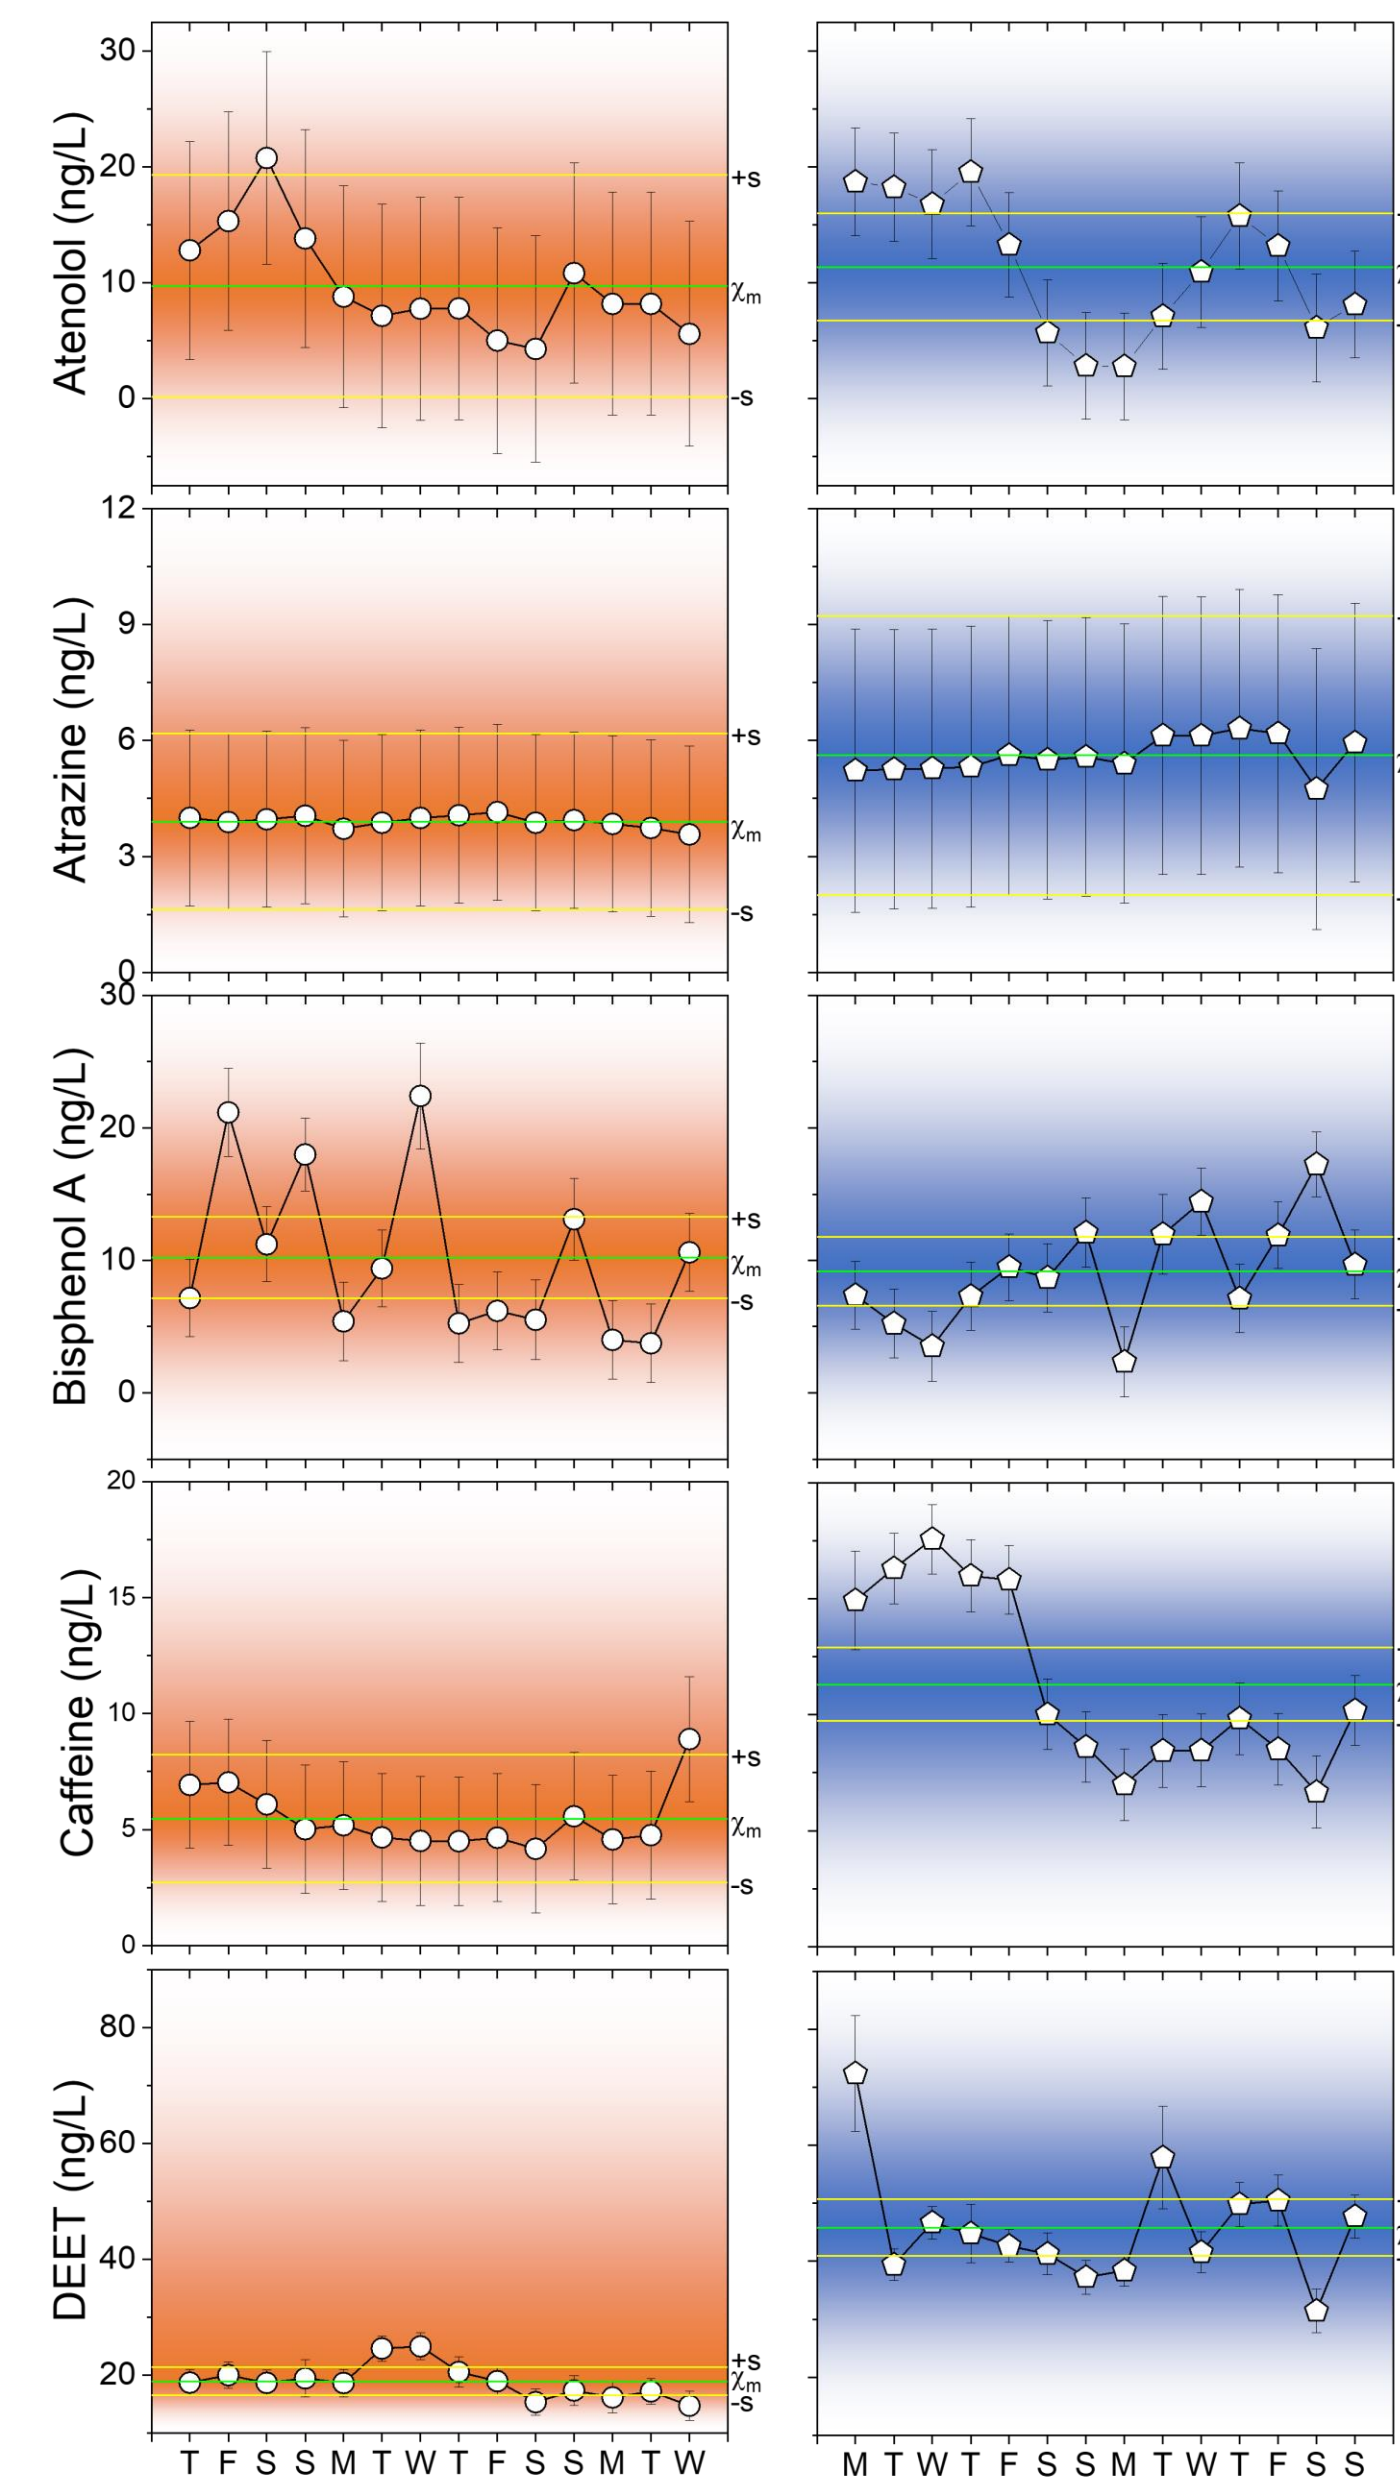 Atenolol (ng/L)
30
20
10
0
+s
χm
-s
Atrazine (ng/L)
12
9
6
3
0
+s
χm
-s
Bisphenol A (ng/L)
30
20
10
0
+s
χm
-s
Caffeine (ng/L)
20
15
10
5
0
+s
χm
-s
DEET (ng/L)
80
60
40
20
+s
χm
-s
T F S S M T W T F S S M T W
M T W T F S S M T W T F S S